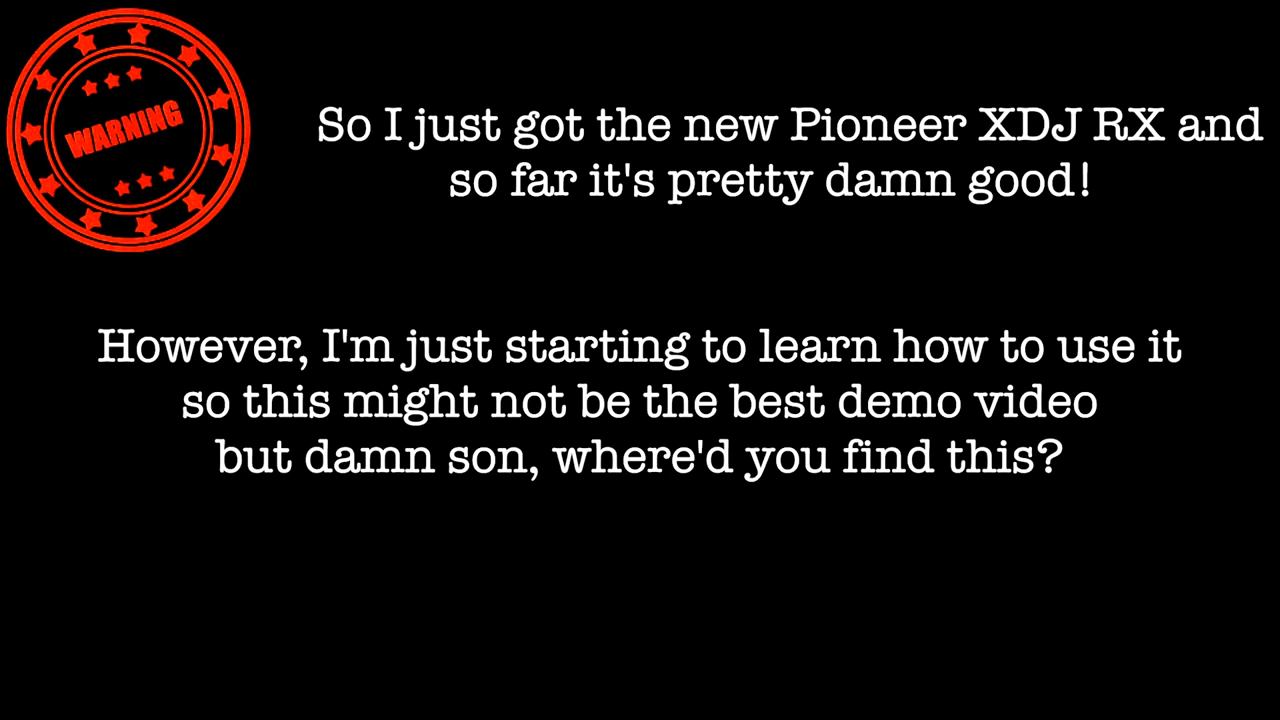 WARNING
So I just got the new Pioneer XDJ RX and
so far it's pretty damn good!
However, I'm just starting to learn how to use it
so this might not be the best demo video
but damn son, where'd you find this?